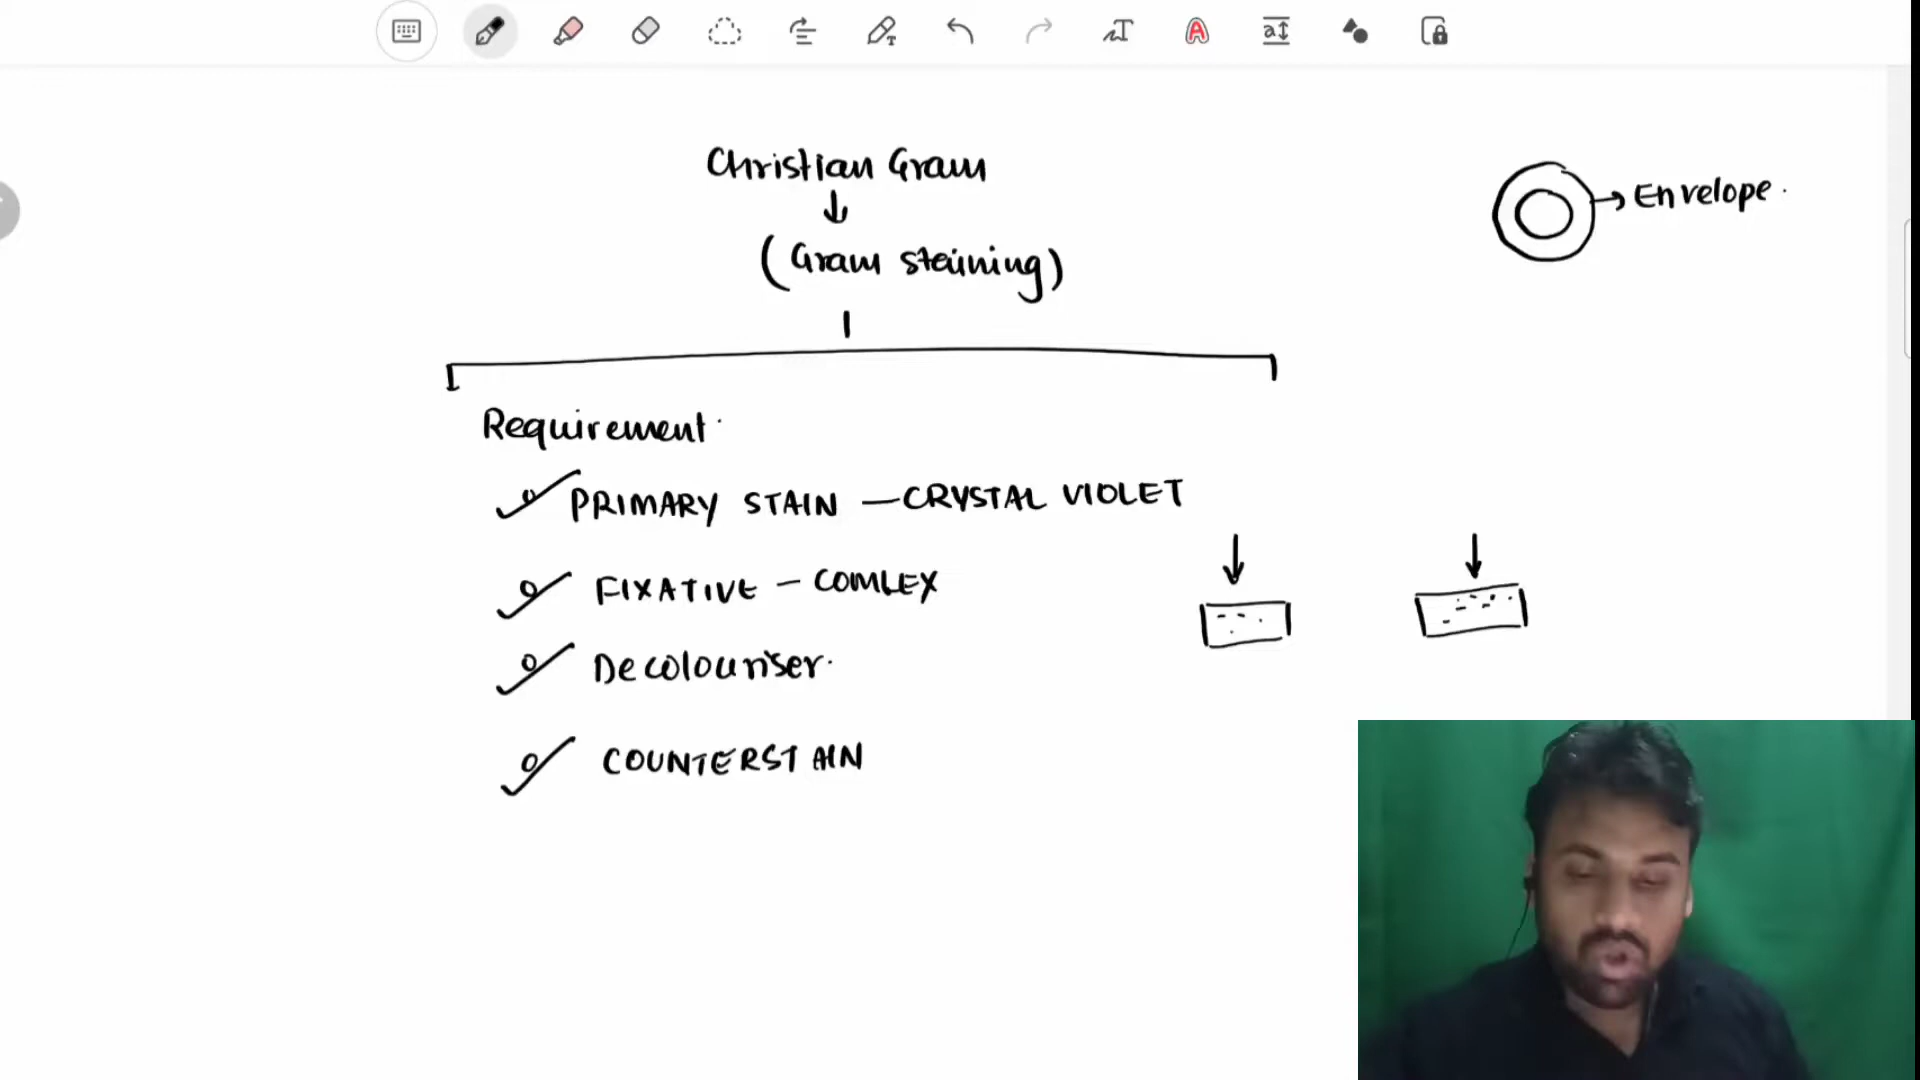 Christian Gram
(Gram staining)
Envelope.
Requirement.
PRIMARY STAIN — CRYSTAL VIOLET
FIXATIVE – COMLEX
Decolouriser.
COUNTERSTAIN